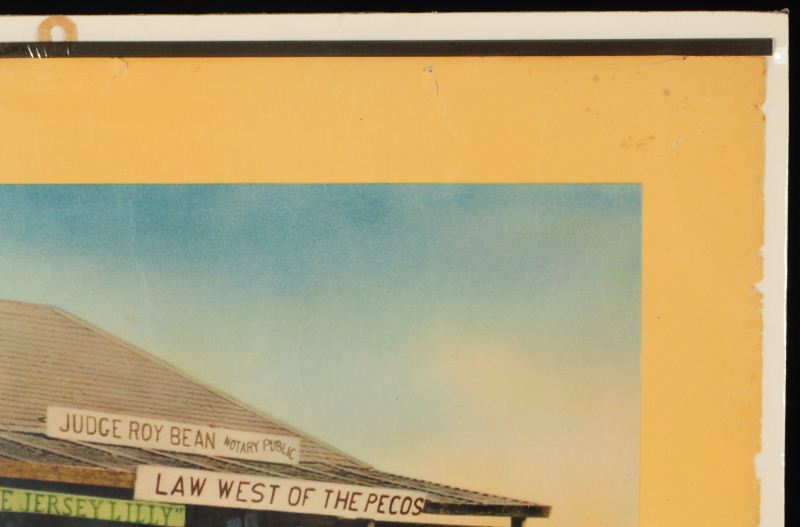 JUDGE ROY BEAN NOTARY PUBLIC
LAW WEST OF THE PECOS
E JERSEY LILLY"